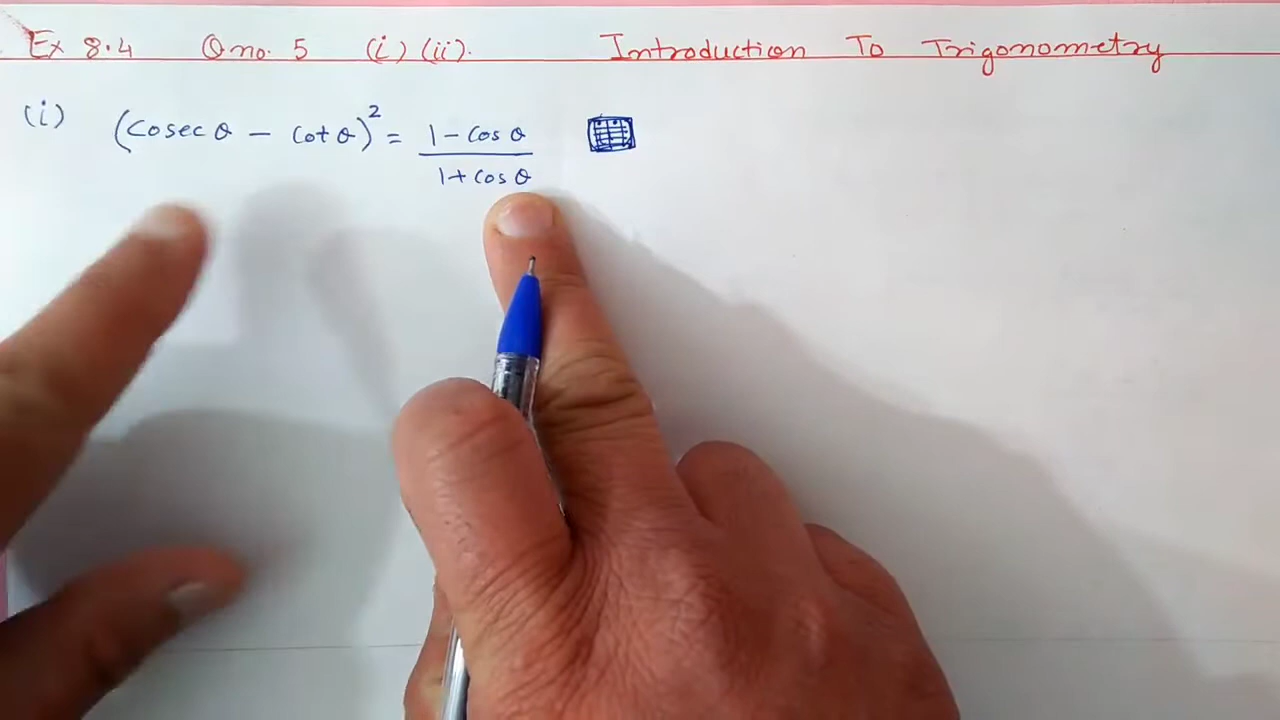 Ex 8.4 Q no. 5 (i) (ii). Introduction To Trigonometry
(i) (Cosec θ - Cot θ)² = 1 - Cos θ
1 + Cos θ